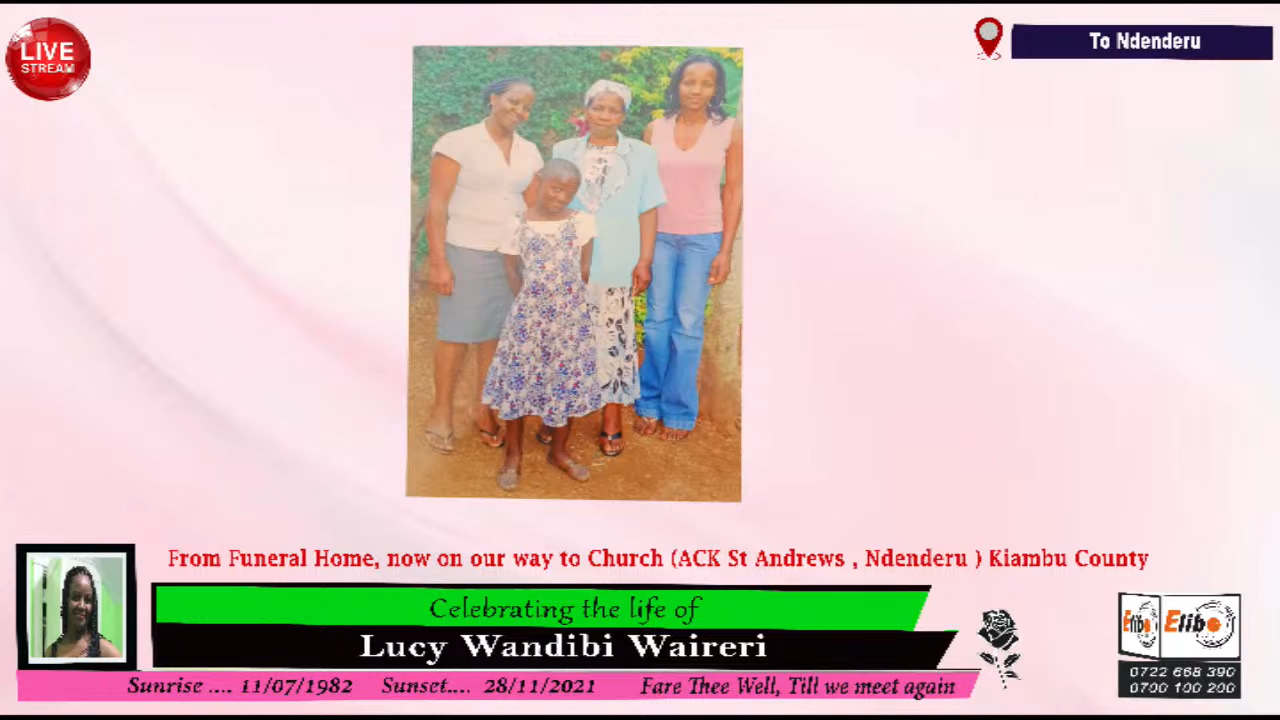 LIVE
STREAM
To Ndenderu
From Funeral Home, now on our way to Church (ACK St Andrews , Ndenderu ) Kiambu County
Celebrating the life of
Lucy Wandibi Waireri
Sunrise .... 11/07/1982 Sunset.... 28/11/2021 Fare Thee Well, Till we meet again
Elibo Elibo
0722 668 390
0700 100 200